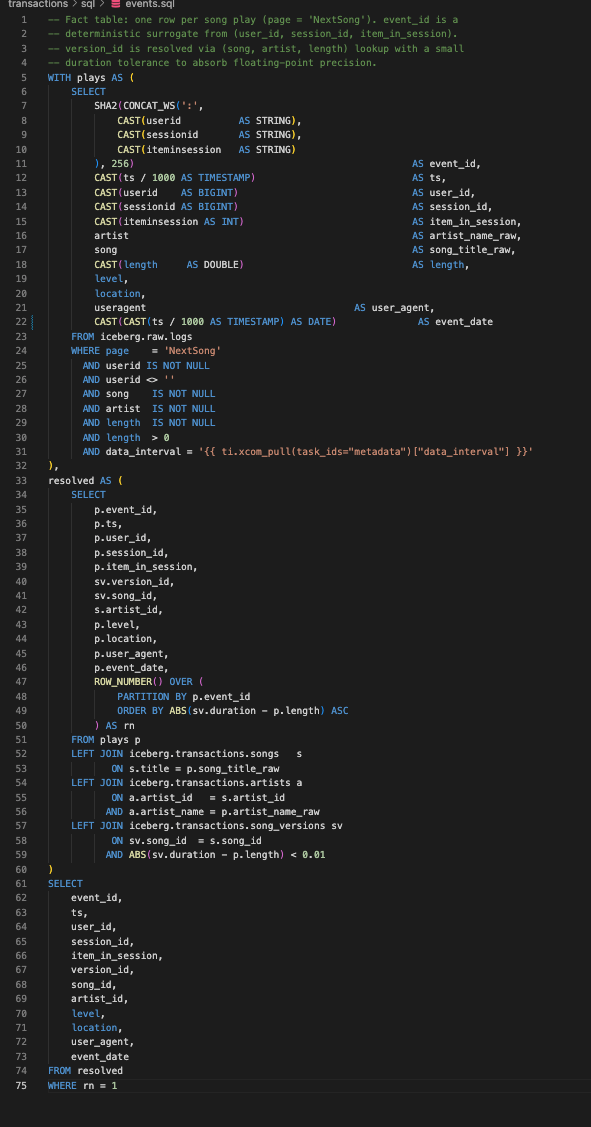 transactions > sql > events.sql
1 -- Fact table: one row per song play (page = 'NextSong'). event_id is a
2 -- deterministic surrogate from (user_id, session_id, item_in_session).
3 -- version_id is resolved via (song, artist, length) lookup with a small
4 -- duration tolerance to absorb floating-point precision.
5 WITH plays AS (
6     SELECT
7         SHA2(CONCAT_WS(':',
8             CAST(userid          AS STRING),
9             CAST(sessionid       AS STRING),
10             CAST(iteminsession   AS STRING)
11         ), 256)                                                AS event_id,
12         CAST(ts / 1000 AS TIMESTAMP)                           AS ts,
13         CAST(userid    AS BIGINT)                              AS user_id,
14         CAST(sessionid AS BIGINT)                              AS session_id,
15         CAST(iteminsession AS INT)                             AS item_in_session,
16         artist                                                 AS artist_name_raw,
17         song                                                   AS song_title_raw,
18         CAST(length     AS DOUBLE)                             AS length,
19         level,
20         location,
21         useragent                                    AS user_agent,
22         CAST(CAST(ts / 1000 AS TIMESTAMP) AS DATE)              AS event_date
23     FROM iceberg.raw.logs
24     WHERE page    = 'NextSong'
25       AND userid IS NOT NULL
26       AND userid <> ''
27       AND song    IS NOT NULL
28       AND artist  IS NOT NULL
29       AND length  IS NOT NULL
30       AND length  > 0
31       AND data_interval = '{{ ti.xcom_pull(task_ids="metadata")["data_interval"] }}'
32 ),
33 resolved AS (
34     SELECT
35         p.event_id,
36         p.ts,
37         p.user_id,
38         p.session_id,
39         p.item_in_session,
40         sv.version_id,
41         sv.song_id,
42         s.artist_id,
43         p.level,
44         p.location,
45         p.user_agent,
46         p.event_date,
47         ROW_NUMBER() OVER (
48             PARTITION BY p.event_id
49             ORDER BY ABS(sv.duration - p.length) ASC
50         ) AS rn
51     FROM plays p
52     LEFT JOIN iceberg.transactions.songs   s
53            ON s.title = p.song_title_raw
54     LEFT JOIN iceberg.transactions.artists a
55            ON a.artist_id   = s.artist_id
56           AND a.artist_name = p.artist_name_raw
57     LEFT JOIN iceberg.transactions.song_versions sv
58            ON sv.song_id  = s.song_id
59           AND ABS(sv.duration - p.length) < 0.01
60 )
61 SELECT
62     event_id,
63     ts,
64     user_id,
65     session_id,
66     item_in_session,
67     version_id,
68     song_id,
69     artist_id,
70     level,
71     location,
72     user_agent,
73     event_date
74 FROM resolved
75 WHERE rn = 1